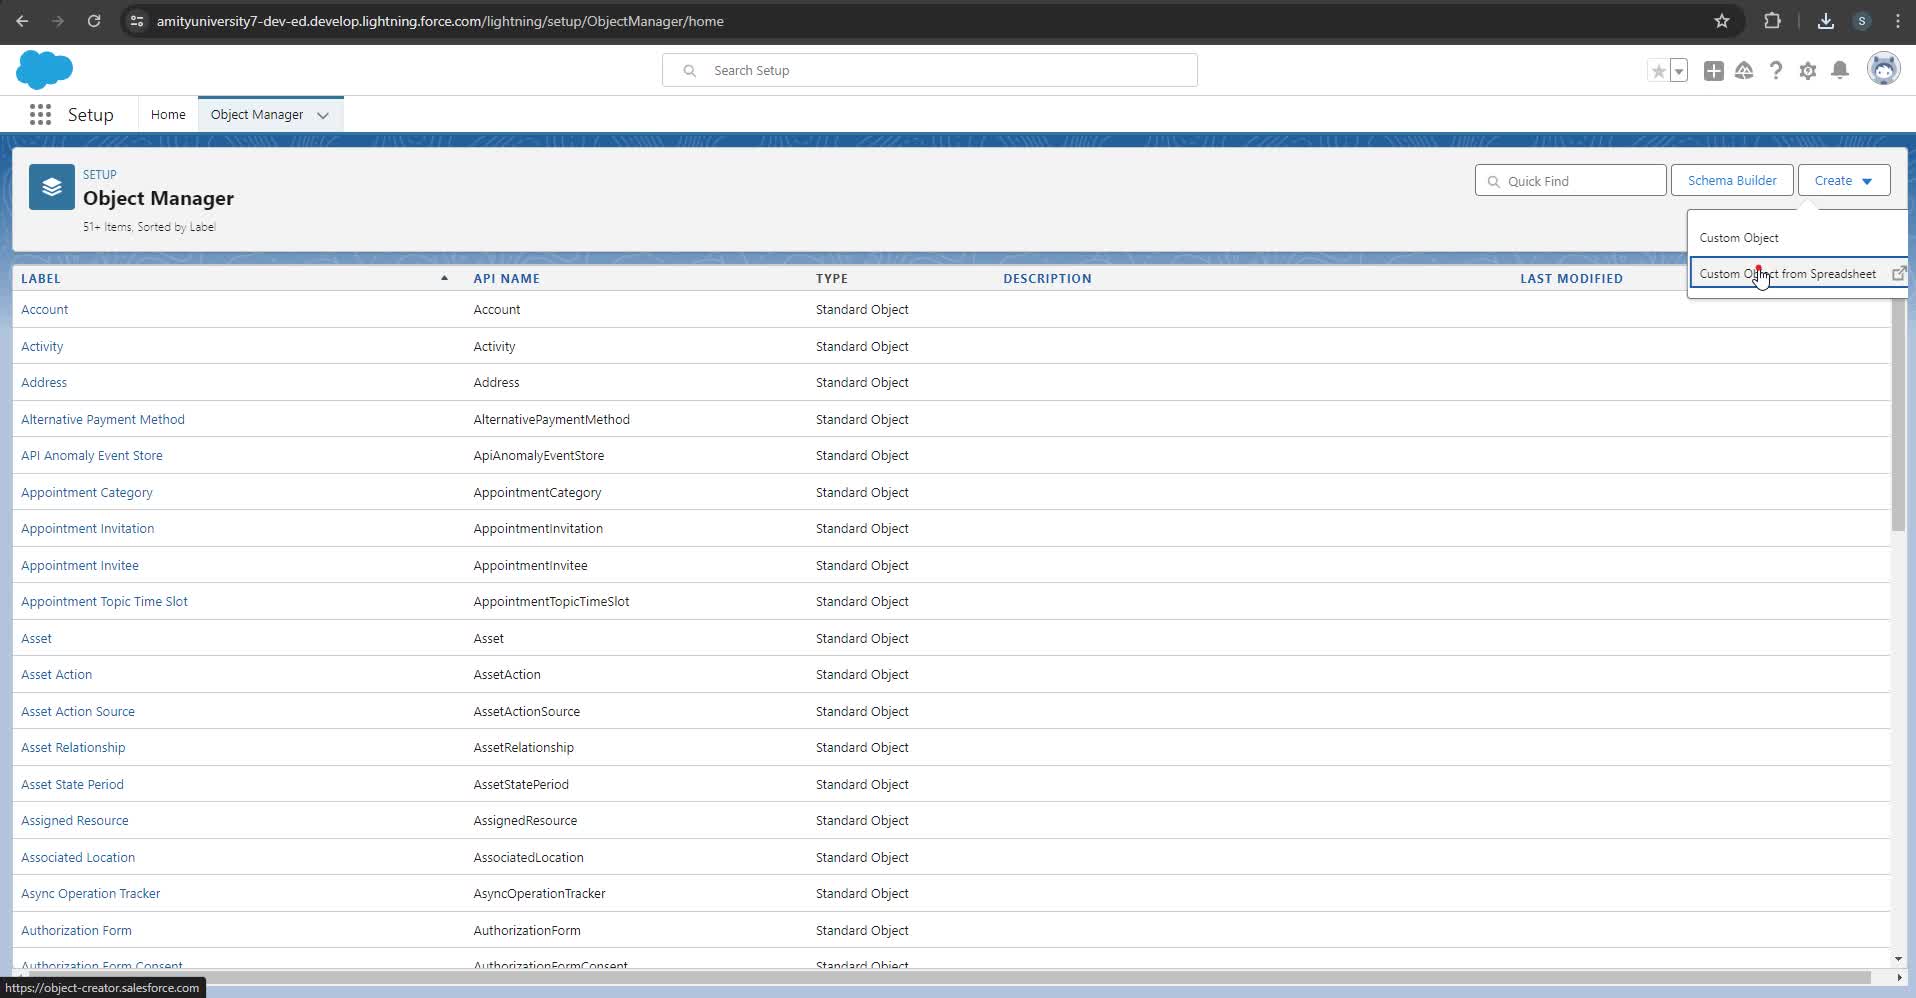 amityuniversity7-dev-ed.develop.lightning.force.com/lightning/setup/ObjectManager/home
S
Search Setup
Setup
Home
Object Manager
SETUP
Object Manager
51+ Items, Sorted by Label
Quick Find
Schema Builder
Create
Custom Object
Custom Object from Spreadsheet
LABEL API NAME TYPE DESCRIPTION LAST MODIFIED
Account Account Standard Object
Activity Activity Standard Object
Address Address Standard Object
Alternative Payment Method AlternativePaymentMethod Standard Object
API Anomaly Event Store ApiAnomalyEventStore Standard Object
Appointment Category AppointmentCategory Standard Object
Appointment Invitation AppointmentInvitation Standard Object
Appointment Invitee AppointmentInvitee Standard Object
Appointment Topic Time Slot AppointmentTopicTimeSlot Standard Object
Asset Asset Standard Object
Asset Action AssetAction Standard Object
Asset Action Source AssetActionSource Standard Object
Asset Relationship AssetRelationship Standard Object
Asset State Period AssetStatePeriod Standard Object
Assigned Resource AssignedResource Standard Object
Associated Location AssociatedLocation Standard Object
Async Operation Tracker AsyncOperationTracker Standard Object
Authorization Form AuthorizationForm Standard Object
Authorization Form Consent AuthorizationFormConsent Standard Object
https://object-creator.salesforce.com